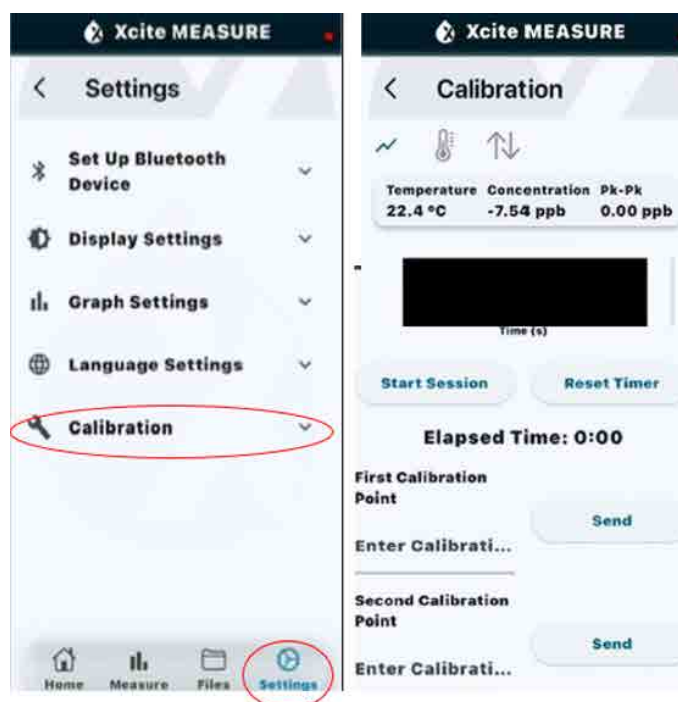 Xcite MEASURE
Settings
Set Up Bluetooth
Device
Display Settings
Graph Settings
Language Settings
Calibration
Home Measure Files Settings
Xcite MEASURE
Calibration
Temperature Concentration Pk-Pk
22.4 °C -7.54 ppb 0.00 ppb
Time (s)
Start Session Reset Timer
Elapsed Time: 0:00
First Calibration
Point
Send
Enter Calibrati...
Second Calibration
Point
Send
Enter Calibrati...